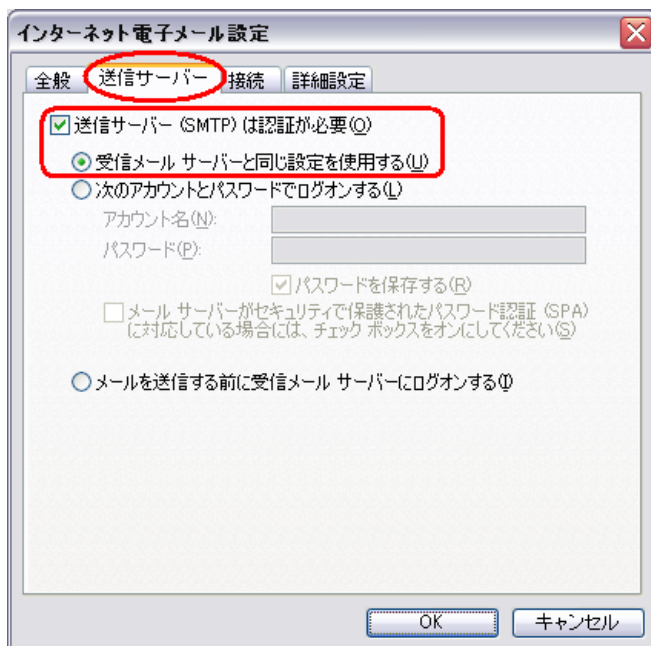 インターネット電子メール設定
全般 送信サーバー 接続 詳細設定
送信サーバー (SMTP) は認証が必要(O)
受信メール サーバーと同じ設定を使用する(U)
次のアカウントとパスワードでログオンする(L)
アカウント名(N):
パスワード(P):
パスワードを保存する(R)
メール サーバーがセキュリティで保護されたパスワード認証 (SPA)
に対応している場合には、チェック ボックスをオンにしてください(S)
メールを送信する前に受信メール サーバーにログオンする(I)
OK キャンセル